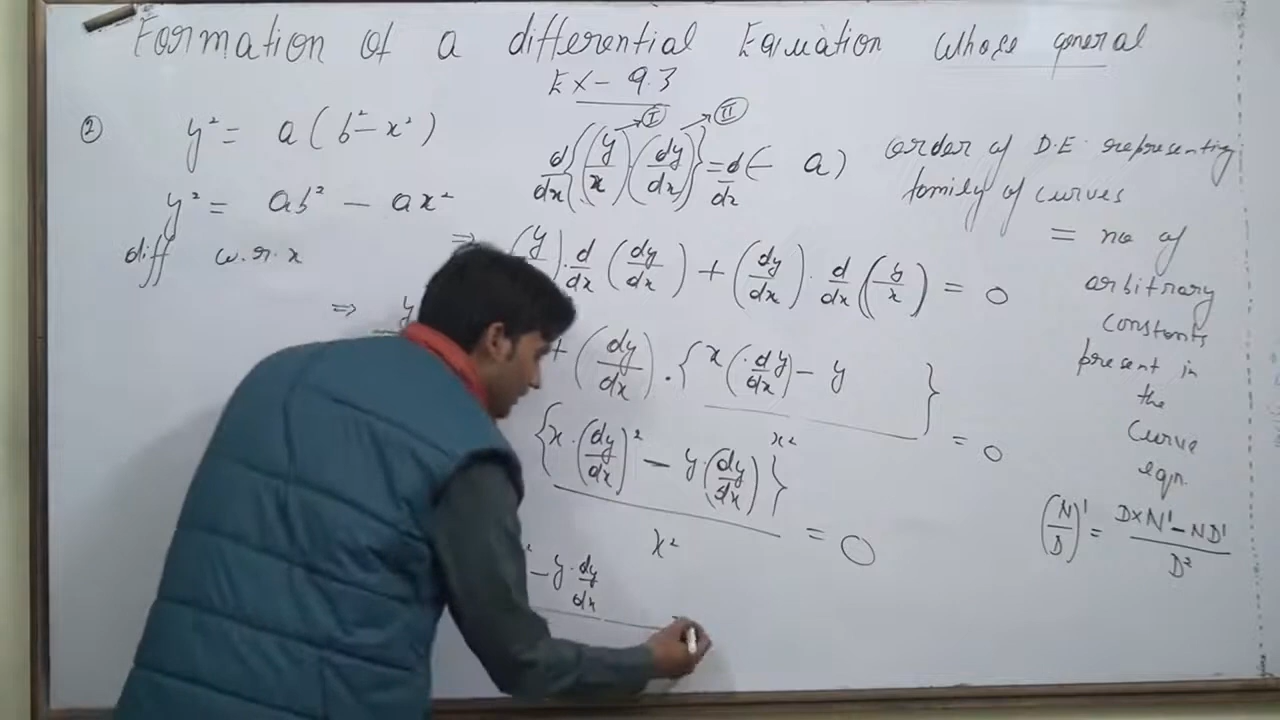 Formation of a differential Equation whose general
EX- 9.3
② y² = a ( b² - x² )
y² = ab² - ax²
diff w.r.x
⇒ y
d/dx {(y/x) (dy/dx)} = d/dx (- a)
Ⓘ Ⓘ Ⓘ
⇒ (y/ ) . d/dx (dy/dx) + (dy/dx) . d/dx (y/x) = 0
+ (dy/dx) . { x (dy/dx) - y / x² } = 0
{x . (dy/dx)² - y . (dy/dx)} / x² = 0
- y . dy/dx
order of D.E. representing
family of curves
= no of
arbitrary
constants
present in
the
Curve
eqn.
(N/D)' = D×N' - ND' / D²